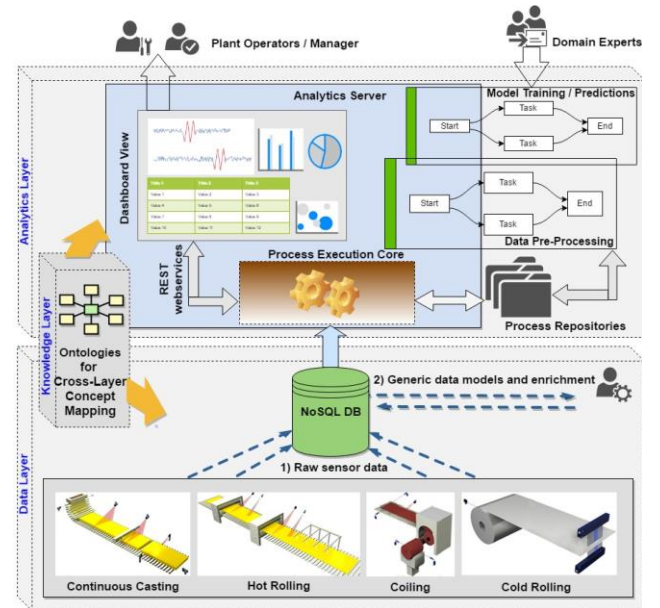 Plant Operators / Manager
Domain Experts
Analytics Layer
Analytics Server
Model Training / Predictions
Start
Task
Task
End
Dashboard View
Start
Task
Task
End
Data Pre-Processing
REST
webservices
Process Execution Core
Process Repositories
Knowledge Layer
Ontologies
for
Cross-Layer
Concept
Mapping
Data Layer
NoSQL DB
2) Generic data models and enrichment
1) Raw sensor data
Continuous Casting
Hot Rolling
Coiling
Cold Rolling